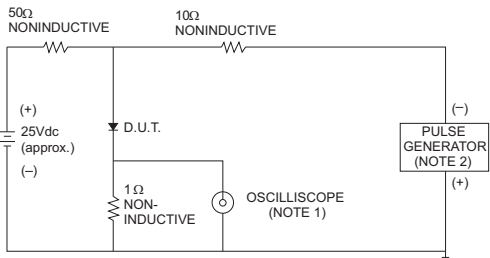 50Ω
NONINDUCTIVE
10Ω
NONINDUCTIVE
(+)
25Vdc
(approx.)
(–)
D.U.T.
1Ω
NON-
INDUCTIVE
OSCILLISCOPE
(NOTE 1)
(–)
PULSE
GENERATOR
(NOTE 2)
(+)